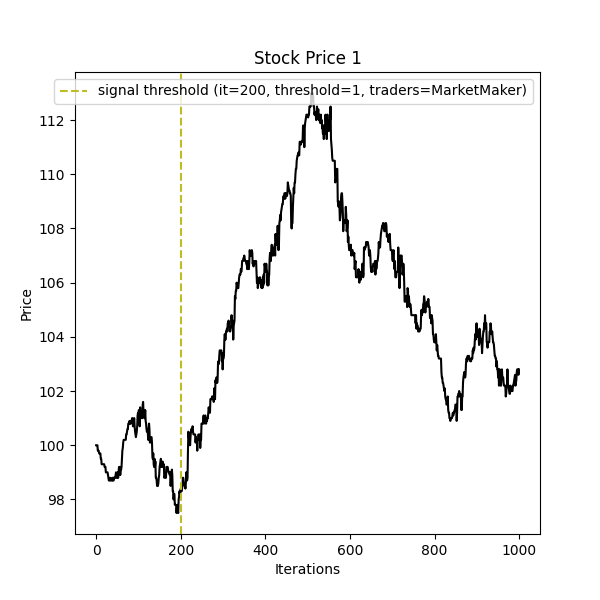 Stock Price 1
signal threshold (it=200, threshold=1, traders=MarketMaker)
112
110
108
106
104
102
100
98
Price
0 200 400 600 800 1000
Iterations